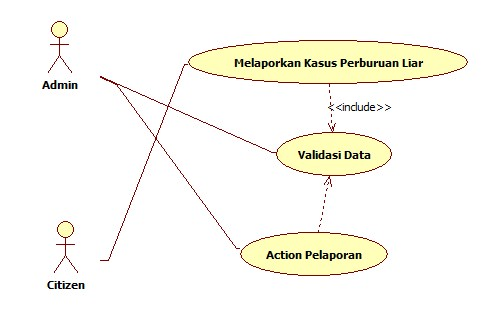 Melaporkan Kasus Perburuan Liar
Admin
<<include>>
Validasi Data
Action Pelaporan
Citizen